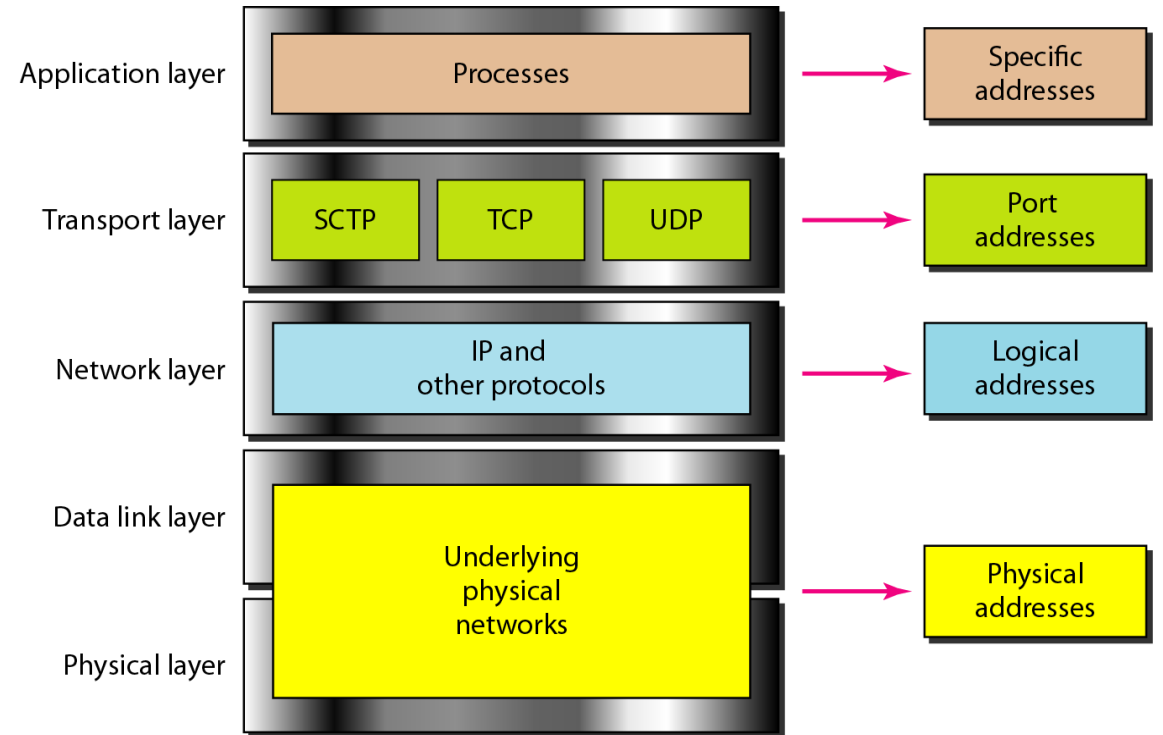 Application layer
Processes
Specific
addresses
Transport layer
SCTP
TCP
UDP
Port
addresses
Network layer
IP and
other protocols
Logical
addresses
Data link layer
Underlying
physical
networks
Physical
addresses
Physical layer